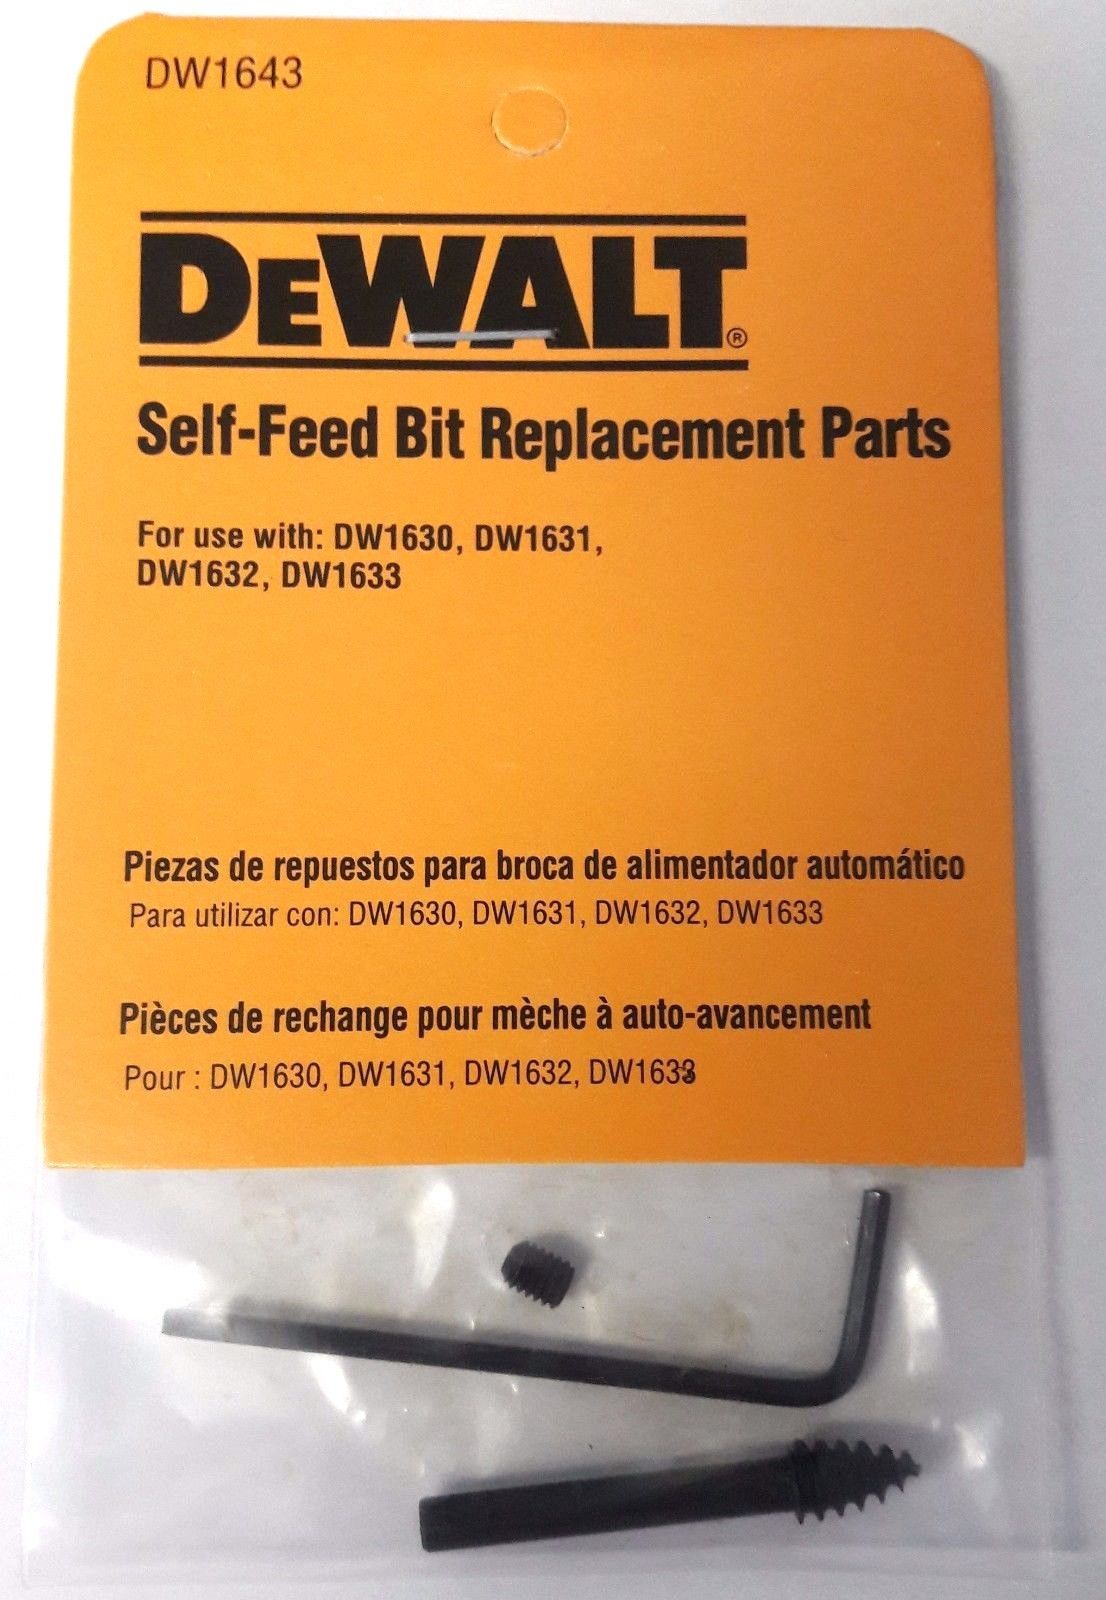 DW1643
DEWALT®
Self-Feed Bit Replacement Parts
For use with: DW1630, DW1631,
DW1632, DW1633
Piezas de repuestos para broca de alimentador automático
Para utilizar con: DW1630, DW1631, DW1632, DW1633
Pièces de rechange pour mèche à auto-avancement
Pour : DW1630, DW1631, DW1632, DW1633